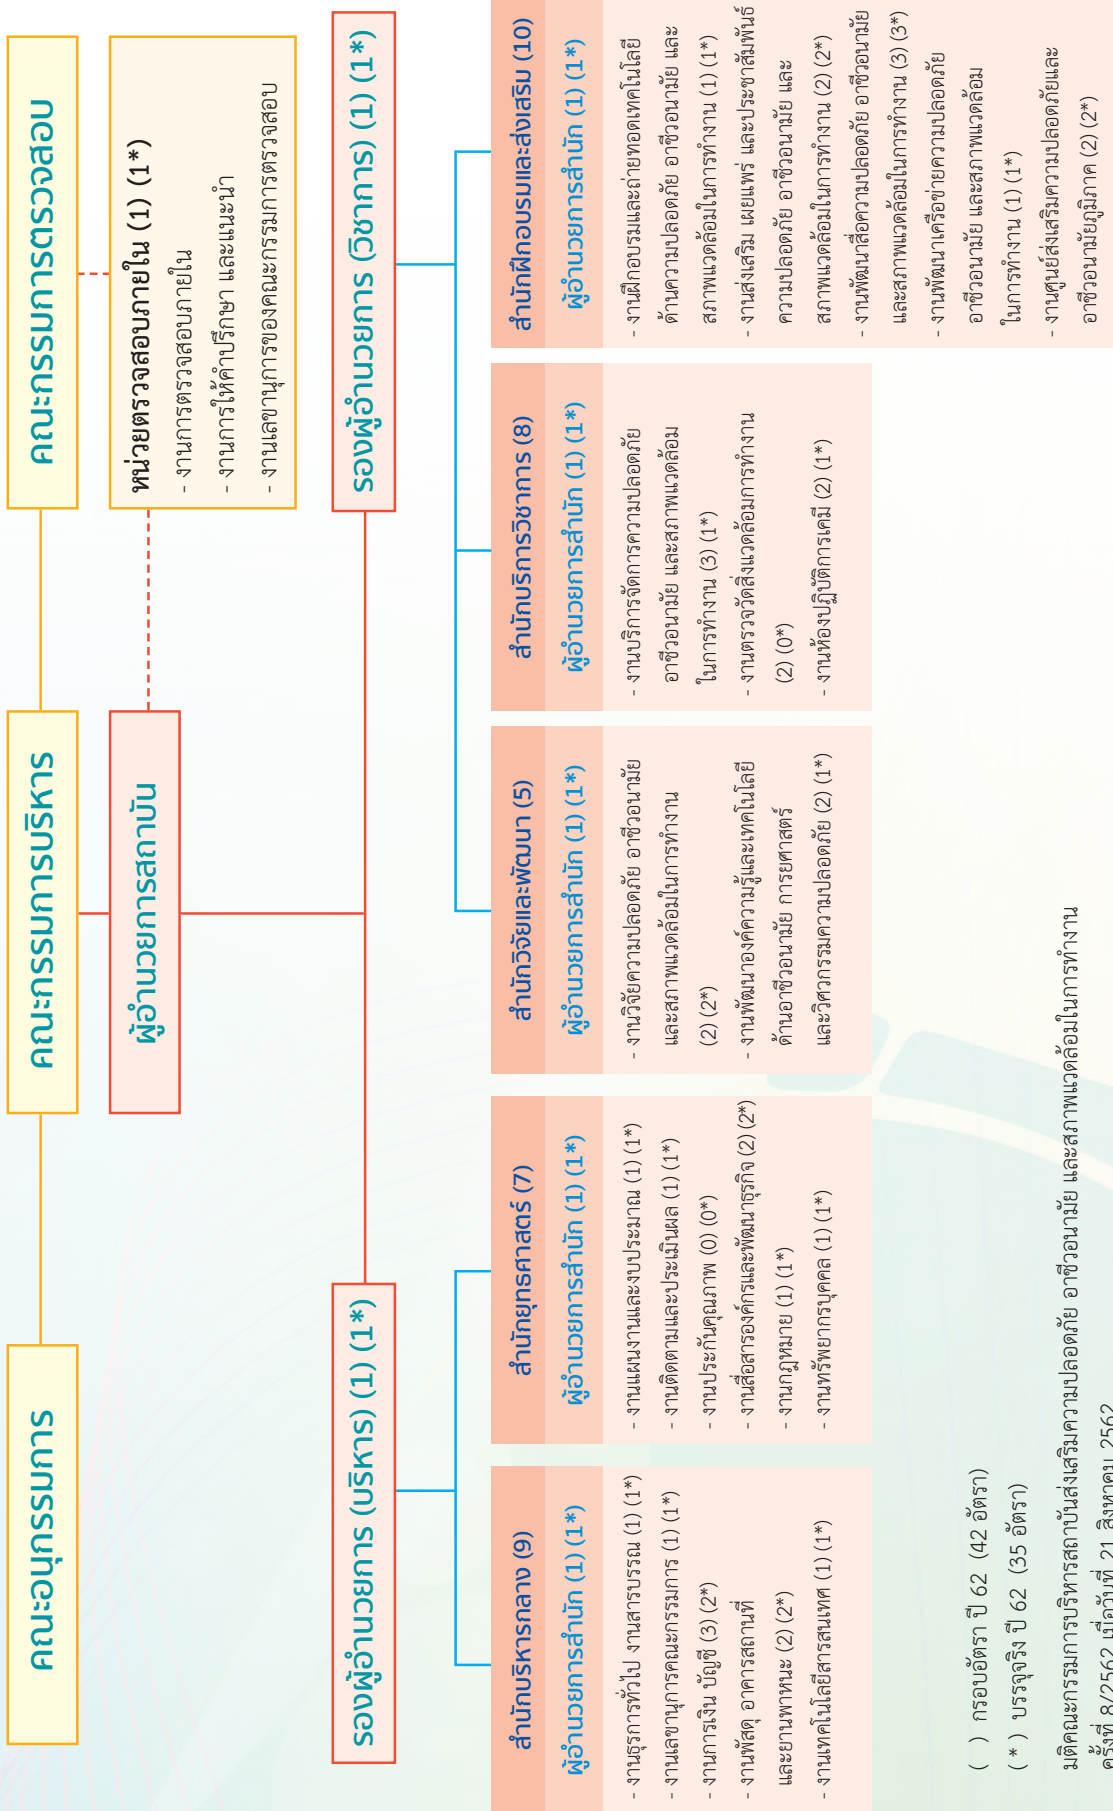 คณะอนุกรรมการ
คณะกรรมการบริหาร
คณะกรรมการตรวจสอบ
ผู้อำนวยการสถาบัน
หน่วยตรวจสอบภายใน (1) (1*)
- งานการตรวจสอบภายใน
- งานการให้คำปรึกษา และแนะนำ
- งานเลขานุการของคณะกรรมการตรวจสอบ
รองผู้อำนวยการ (บริหาร) (1) (1*)
รองผู้อำนวยการ (วิชาการ) (1) (1*)
สำนักบริหารกลาง (9)
ผู้อำนวยการสำนัก (1) (1*)
- งานธุรการทั่วไป งานสารบรรณ (1) (1*)
- งานเลขานุการคณะกรรมการ (1) (1*)
- งานการเงิน บัญชี (3) (2*)
- งานพัสดุ อาคารสถานที่
และยานพาหนะ (2) (2*)
- งานเทคโนโลยีสารสนเทศ (1) (1*)
สำนักยุทธศาสตร์ (7)
ผู้อำนวยการสำนัก (1) (1*)
- งานแผนงานและงบประมาณ (1) (1*)
- งานติดตามและประเมินผล (1) (1*)
- งานประกันคุณภาพ (0) (0*)
- งานสื่อสารองค์กรและพัฒนาธุรกิจ (2) (2*)
- งานกฎหมาย (1) (1*)
- งานทรัพยากรบุคคล (1) (1*)
สำนักวิจัยและพัฒนา (5)
ผู้อำนวยการสำนัก (1) (1*)
- งานวิจัยความปลอดภัย อาชีวอนามัย
และสภาพแวดล้อมในการทำงาน
(2) (2*)
- งานพัฒนาองค์ความรู้และเทคโนโลยี
ด้านอาชีวอนามัย การยศาสตร์
และวิศวกรรมความปลอดภัย (2) (1*)
สำนักบริการวิชาการ (8)
ผู้อำนวยการสำนัก (1) (1*)
- งานบริการจัดการความปลอดภัย
อาชีวอนามัย และสภาพแวดล้อม
ในการทำงาน (3) (1*)
- งานตรวจวัดสิ่งแวดล้อมการทำงาน
(2) (0*)
- งานห้องปฏิบัติการเคมี (2) (1*)
สำนักฝึกอบรมและส่งเสริม (10)
ผู้อำนวยการสำนัก (1) (1*)
- งานฝึกอบรมและถ่ายทอดเทคโนโลยี
ด้านความปลอดภัย อาชีวอนามัย และ
สภาพแวดล้อมในการทำงาน (1) (1*)
- งานส่งเสริม เผยแพร่ และประชาสัมพันธ์
ความปลอดภัย อาชีวอนามัย และ
สภาพแวดล้อมในการทำงาน (2) (2*)
- งานพัฒนาสื่อความปลอดภัย อาชีวอนามัย
และสภาพแวดล้อมในการทำงาน (3) (3*)
- งานพัฒนาเครือข่ายความปลอดภัย
อาชีวอนามัย และสภาพแวดล้อม
ในการทำงาน (1) (1*)
- งานศูนย์ส่งเสริมความปลอดภัยและ
อาชีวอนามัยภูมิภาค (2) (2*)
( ) กรอบอัตรา ปี 62 (42 อัตรา)
(*) บรรจุจริง ปี 62 (35 อัตรา)
มติคณะกรรมการบริหารสถาบันส่งเสริมความปลอดภัย อาชีวอนามัย และสภาพแวดล้อมในการทำงาน
ครั้งที่ 8/2562 เมื่อวันที่ 21 สิงหาคม 2562